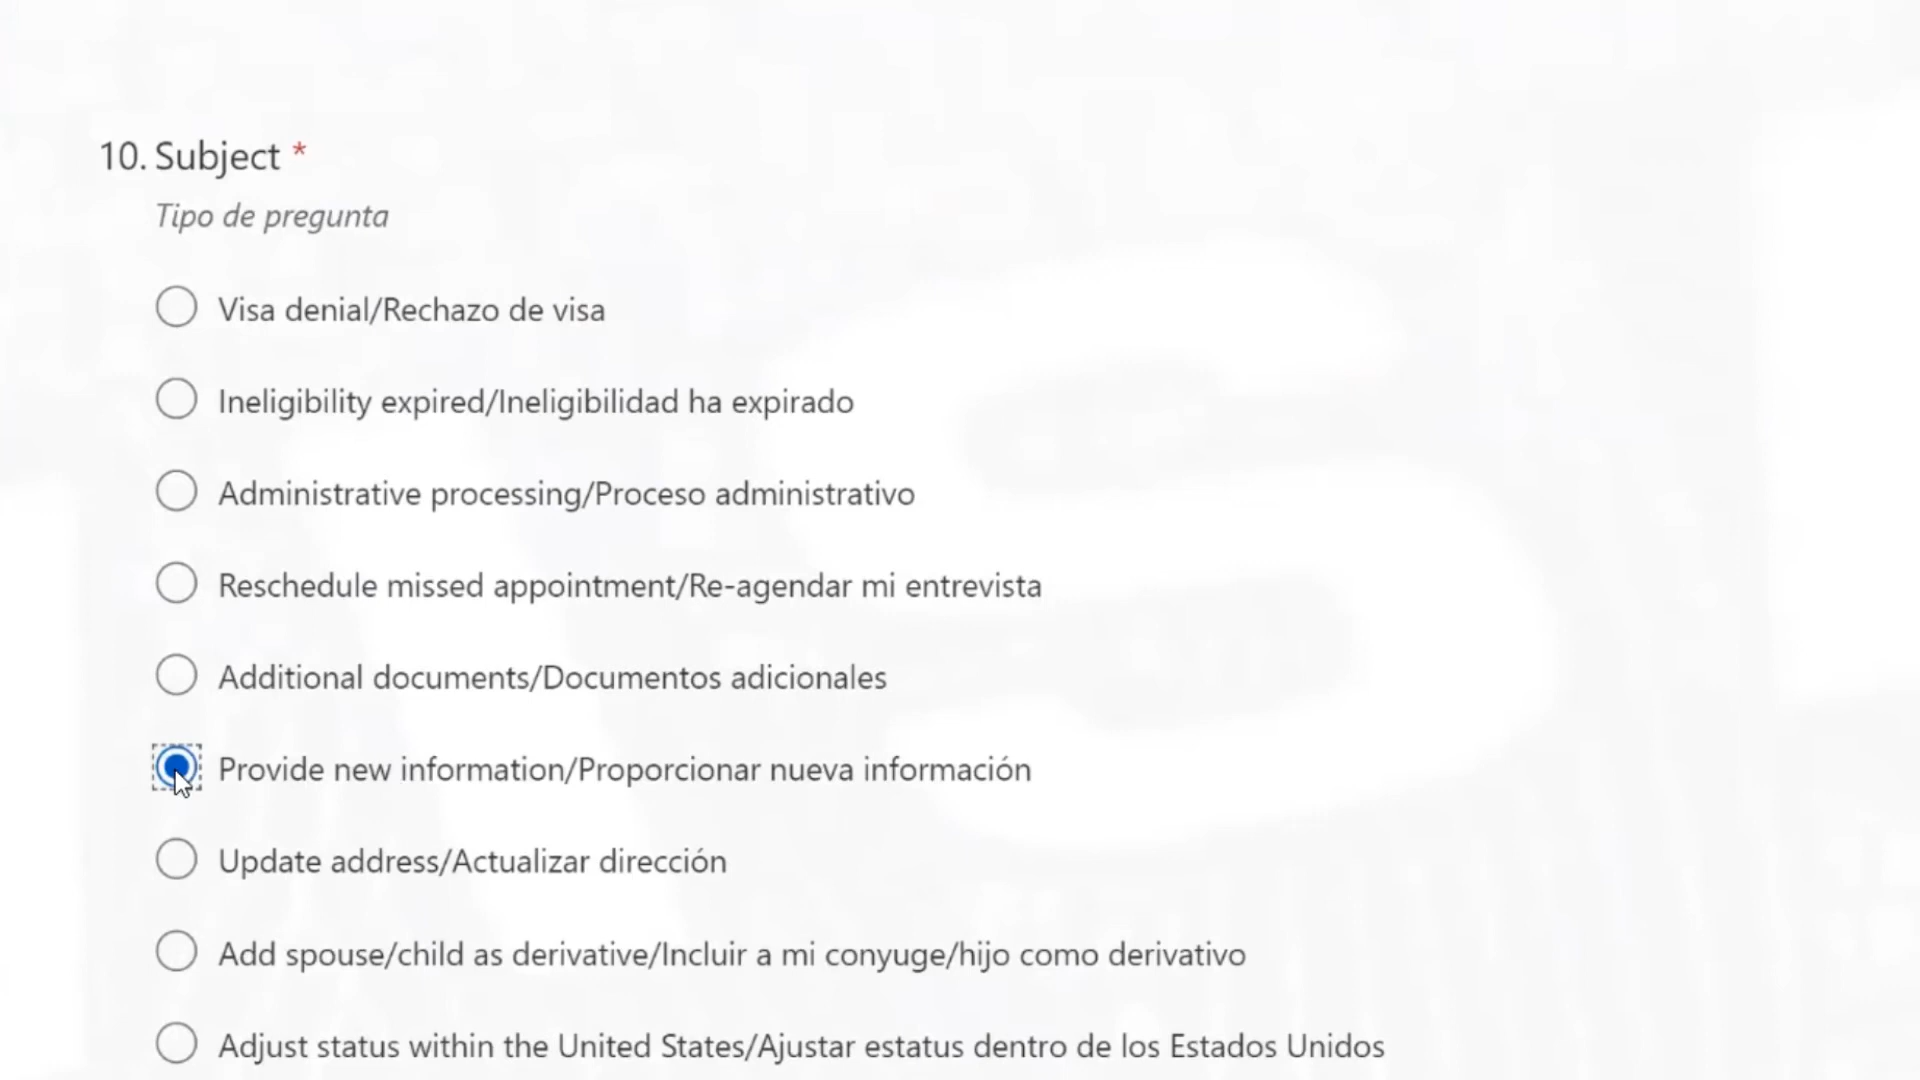 10. Subject *
Tipo de pregunta
Visa denial/Rechazo de visa
Ineligibility expired/Ineligibilidad ha expirado
Administrative processing/Proceso administrativo
Reschedule missed appointment/Re-agendar mi entrevista
Additional documents/Documentos adicionales
Provide new information/Proporcionar nueva información
Update address/Actualizar dirección
Add spouse/child as derivative/Incluir a mi conyuge/hijo como derivativo
Adjust status within the United States/Ajustar estatus dentro de los Estados Unidos